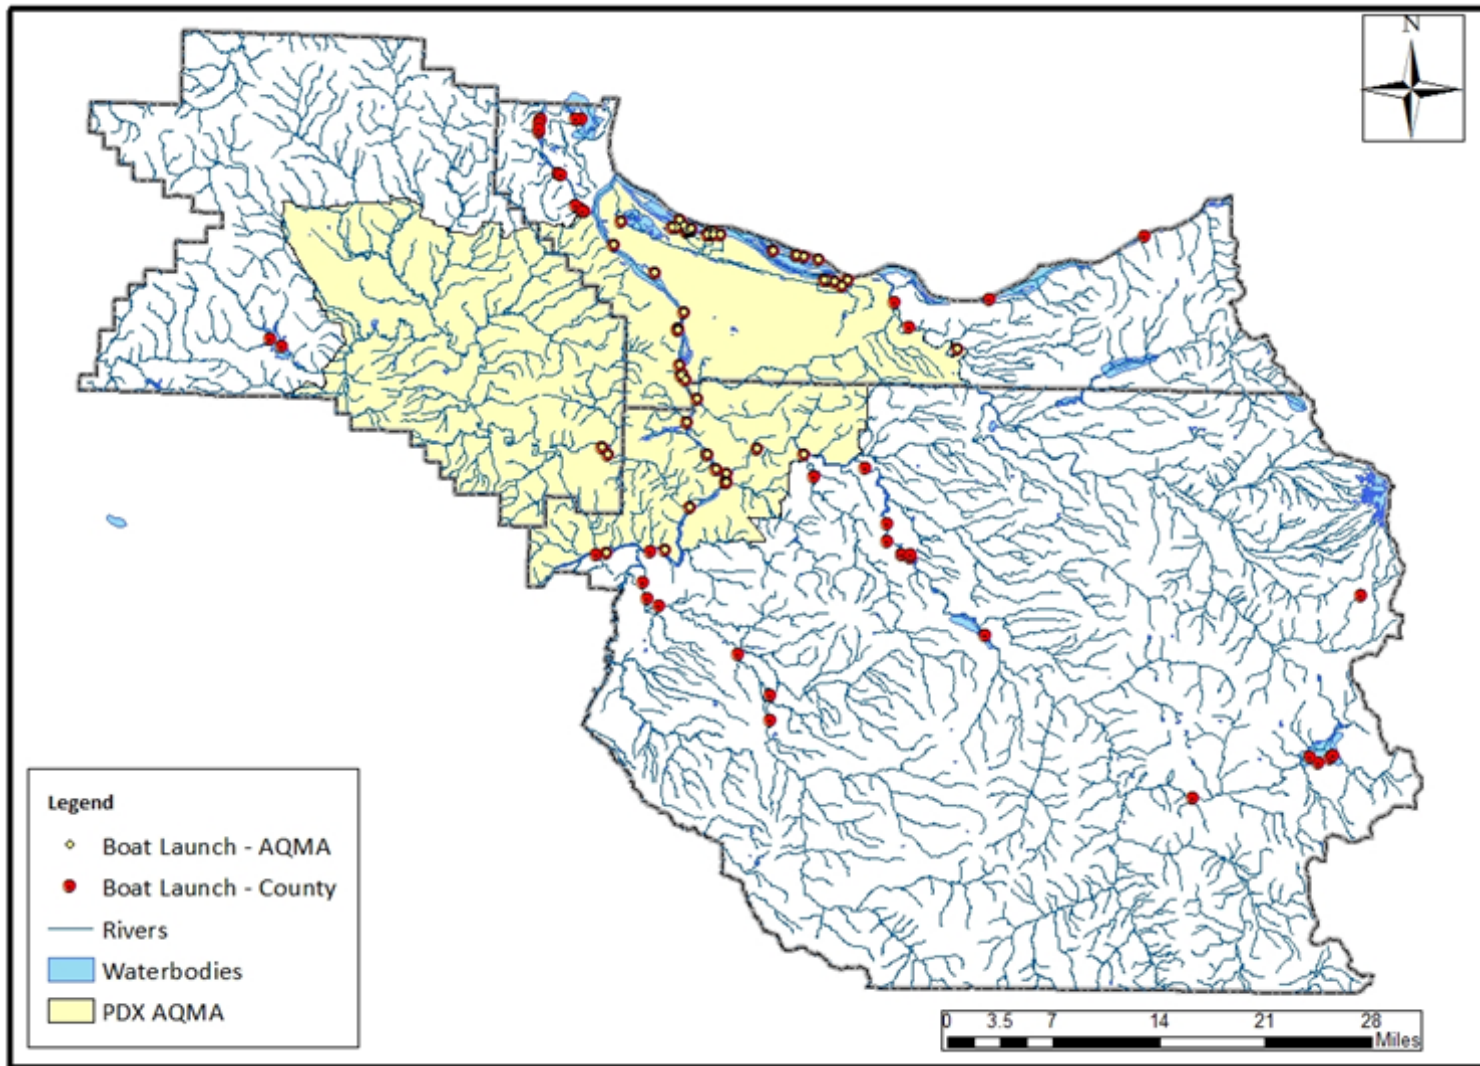 N
Legend
Boat Launch - AQMA
Boat Launch - County
Rivers
Waterbodies
PDX AQMA
0 3.5 7 14 21 28
Miles